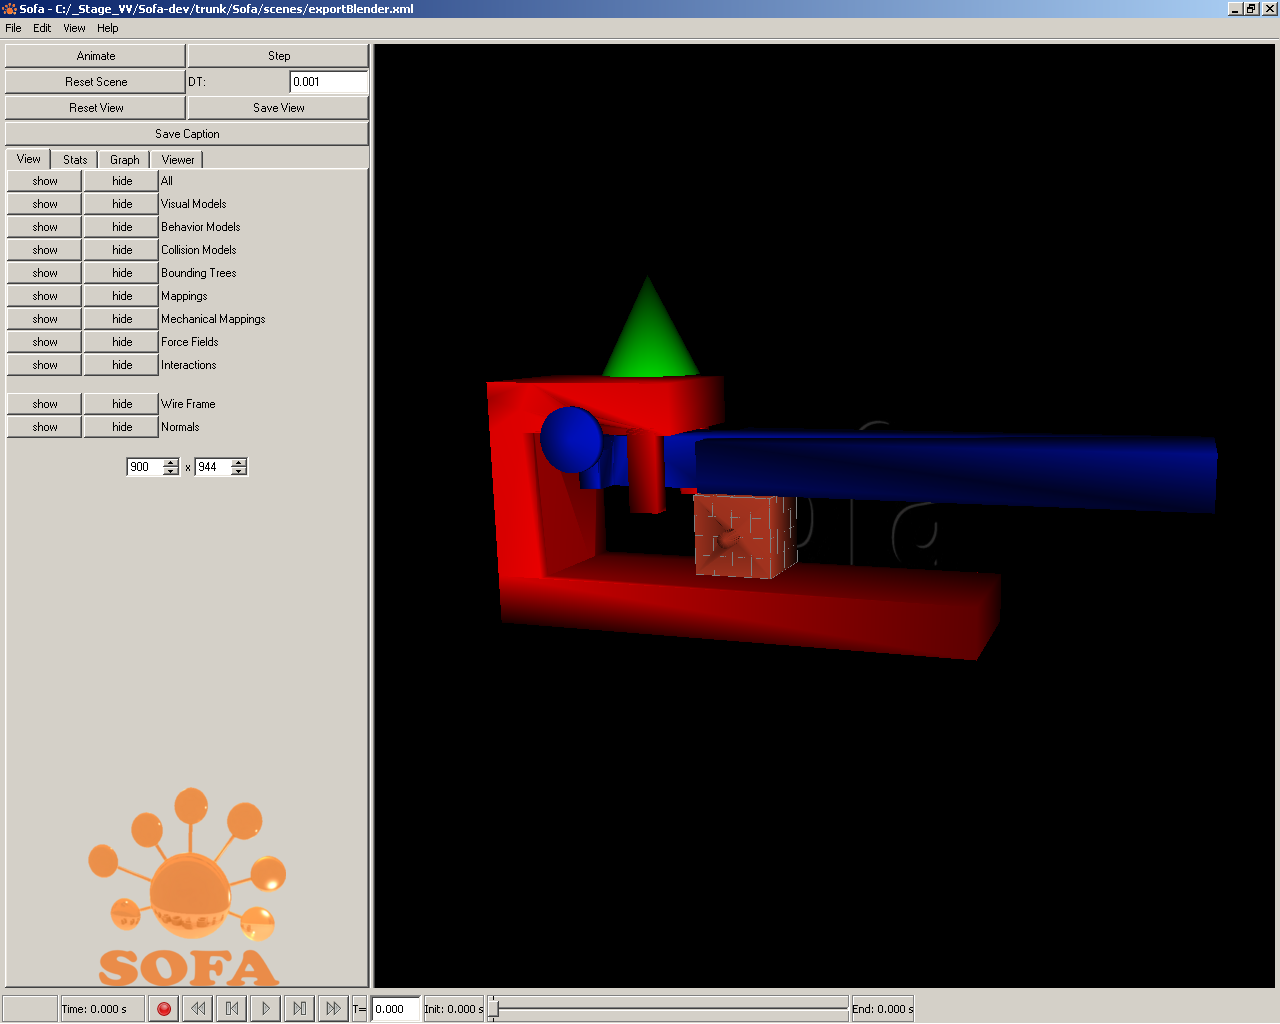 Sofa - C:/_Stage_VV/Sofa-dev/trunk/Sofa/scenes/exportBlender.xml
File Edit View Help
Animate Step
Reset Scene DT: 0.001
Reset View Save View
Save Caption
View Stats Graph Viewer
show hide All
show hide Visual Models
show hide Behavior Models
show hide Collision Models
show hide Bounding Trees
show hide Mappings
show hide Mechanical Mappings
show hide Force Fields
show hide Interactions
show hide Wire Frame
show hide Normals
900 x 944
SOFA
Time: 0.000 s T= 0.000 Init: 0.000 s End: 0.000 s